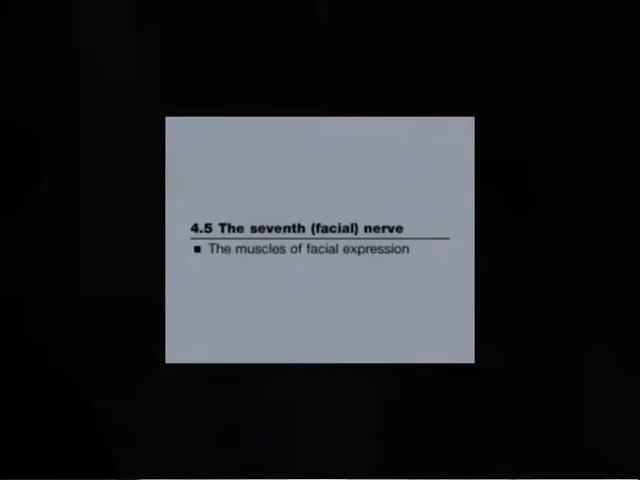 4.5 The seventh (facial) nerve
■ The muscles of facial expression